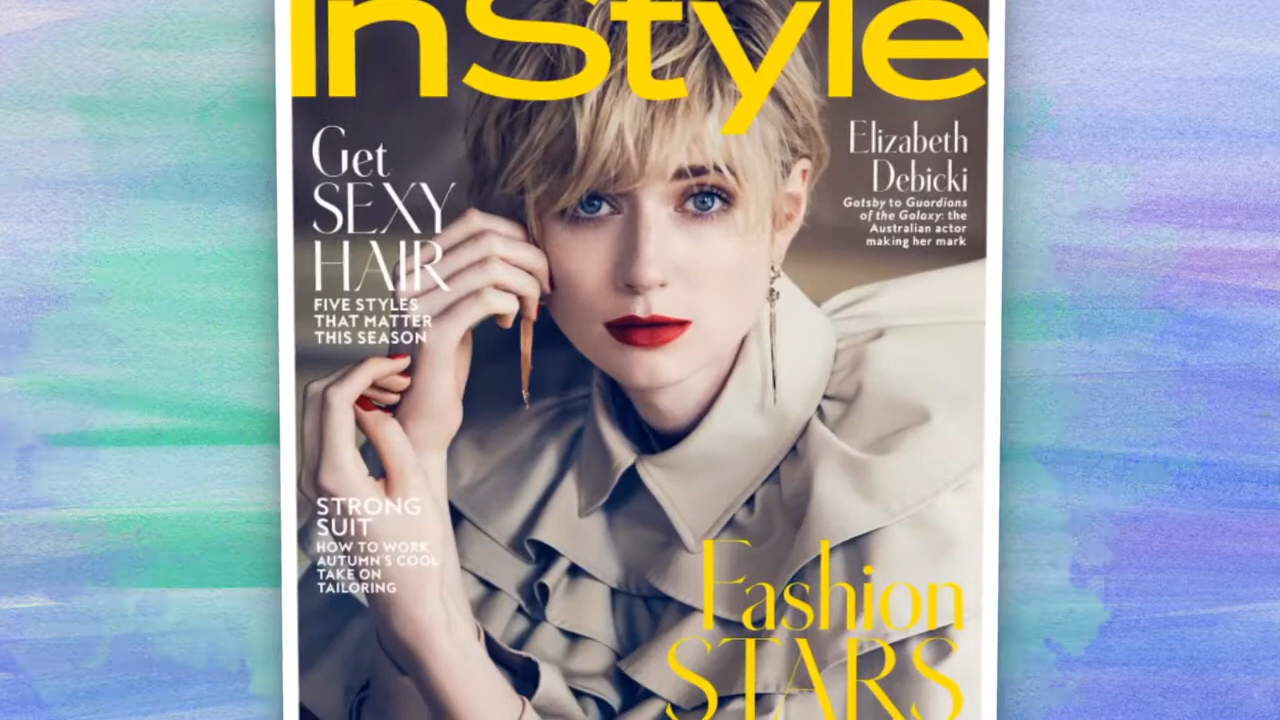 InStyle
Get
SEXY
HAIR
FIVE STYLES
THAT MATTER
THIS SEASON
Elizabeth
Debicki
Gatsby to Guardians
of the Galaxy: the
Australian actor
making her mark
STRONG
SUIT
HOW TO WORK
AUTUMN'S COOL
TAKE ON
TAILORING
Fashion
STARS